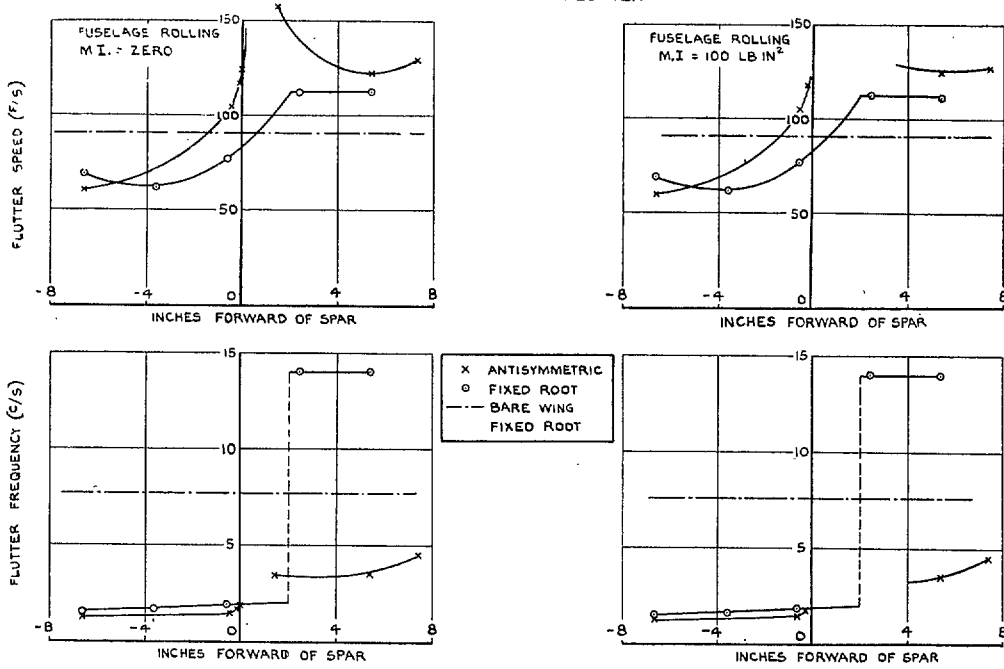 FUSELAGE ROLLING
M.I. = ZERO
150
100
50
0
-8
-4
4
8
FLUTTER SPEED (F/S)
INCHES FORWARD OF SPAR
FUSELAGE ROLLING
M.I = 100 LB IN²
150
100
50
0
-8
-4
4
8
INCHES FORWARD OF SPAR
15
10
5
0
-8
-4
4
8
FLUTTER FREQUENCY (C/S)
INCHES FORWARD OF SPAR
× ANTISYMMETRIC
⊙ FIXED ROOT
BARE WING
FIXED ROOT
15
10
5
0
-8
-4
4
8
INCHES FORWARD OF SPAR